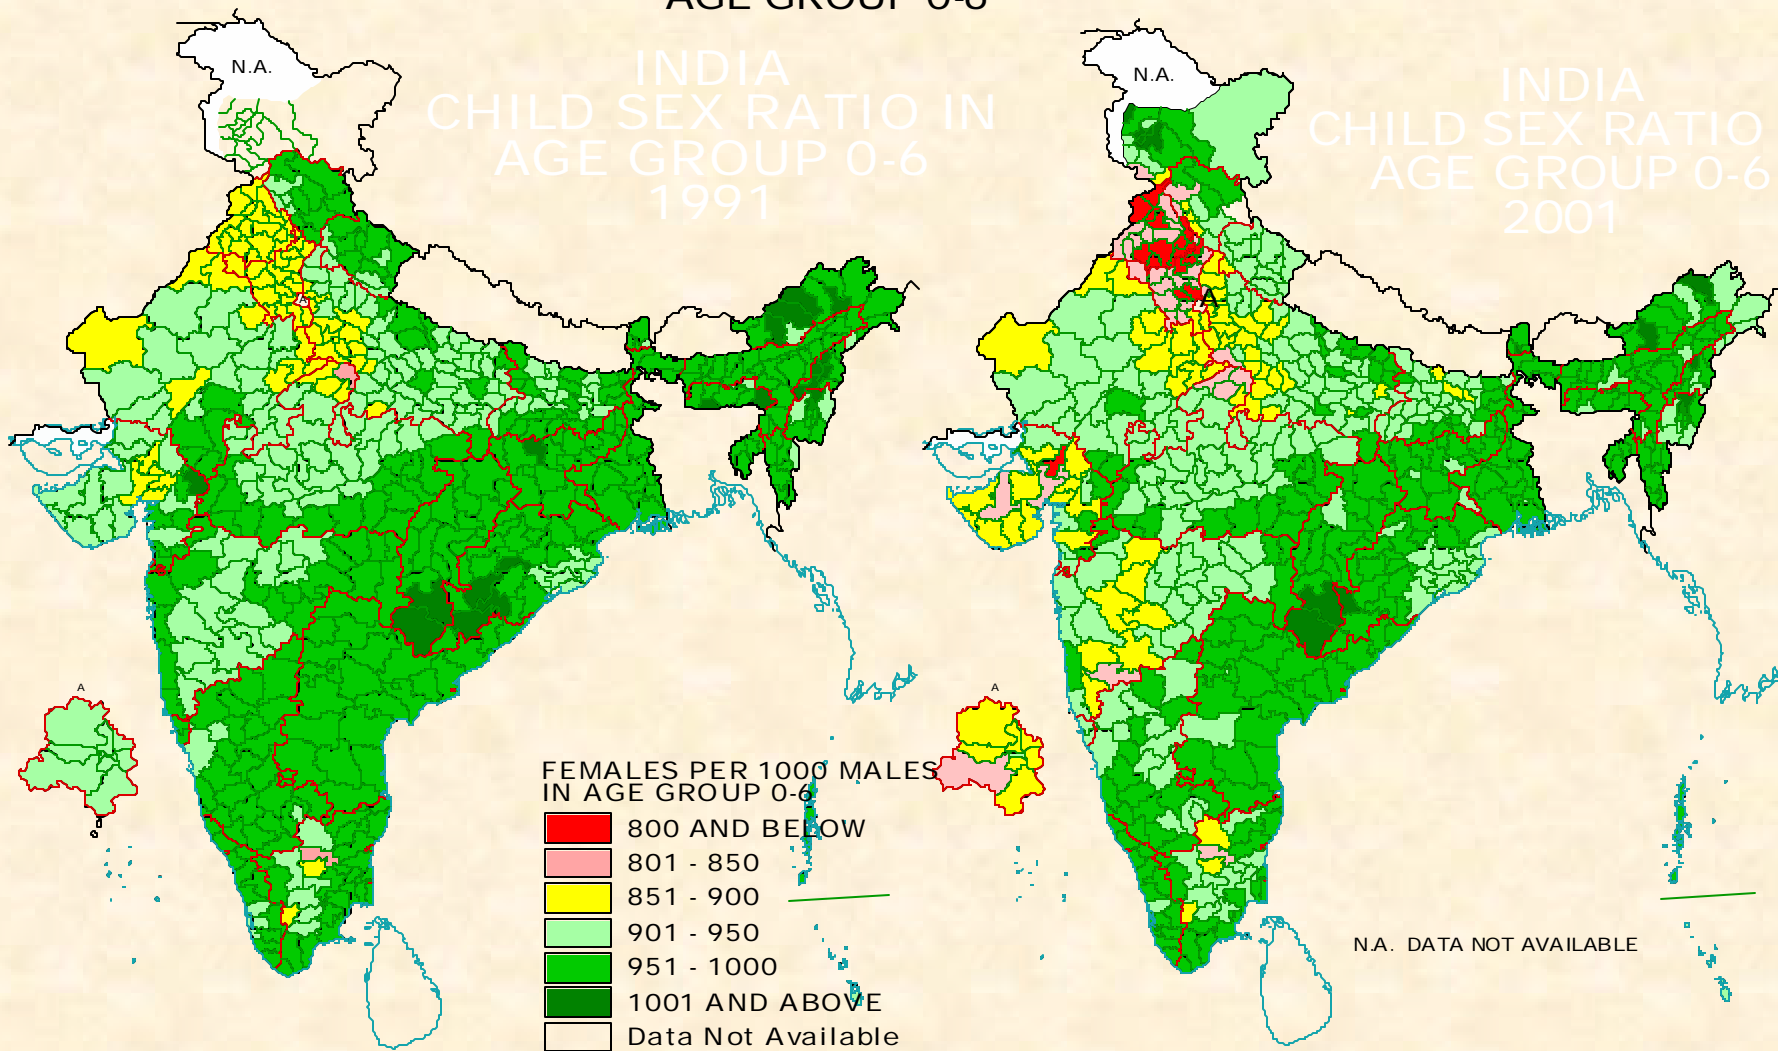 AGE GROUP 0-6
INDIA
CHILD SEX RATIO IN
AGE GROUP 0-6
1991
N.A.
A
A
INDIA
CHILD SEX RATIO
AGE GROUP 0-6
2001
N.A.
A
A
FEMALES PER 1000 MALES
IN AGE GROUP 0-6
800 AND BELOW
801 - 850
851 - 900
901 - 950
951 - 1000
1001 AND ABOVE
Data Not Available
N.A. DATA NOT AVAILABLE